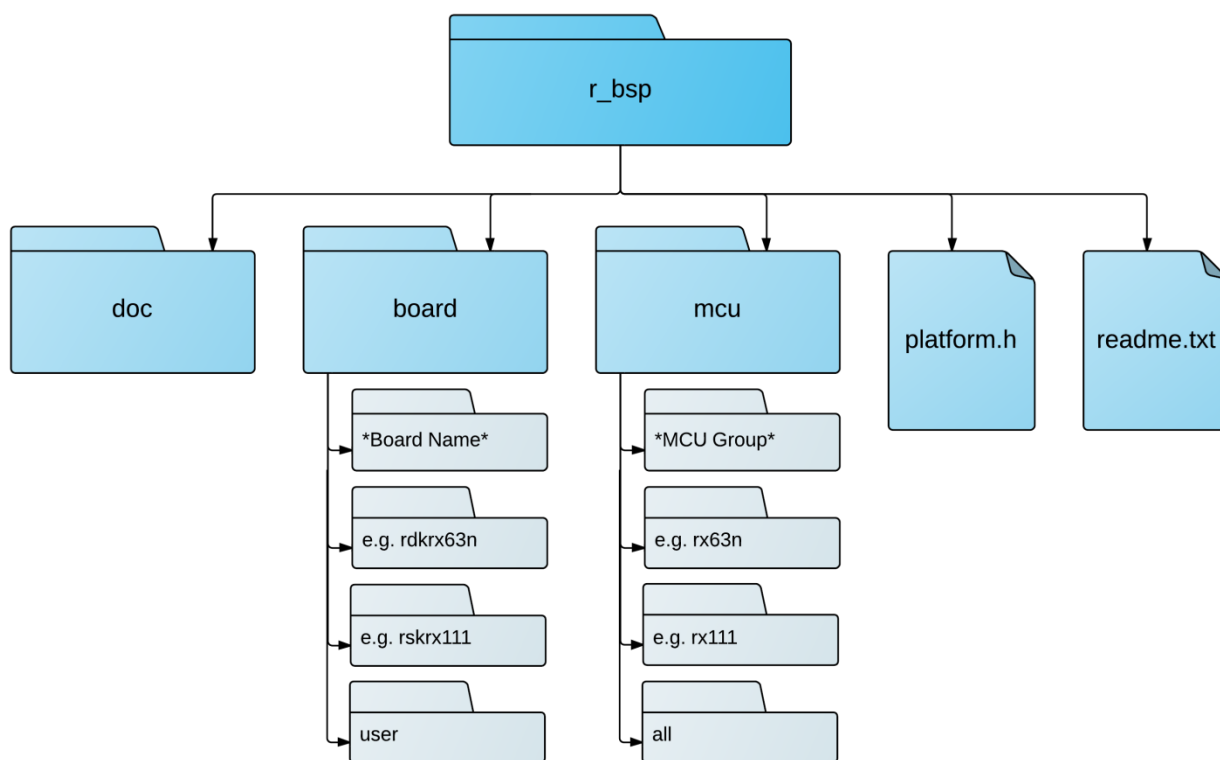 r_bsp
doc
board
mcu
platform.h
readme.txt
*Board Name*
*MCU Group*
e.g. rdkrx63n
e.g. rx63n
e.g. rskrx111
e.g. rx111
user
all